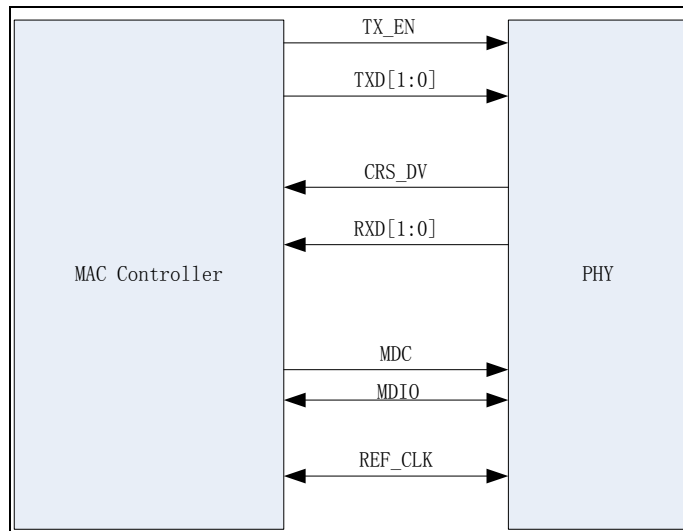 TX_EN
TXD[1:0]
CRS_DV
RXD[1:0]
MAC Controller
PHY
MDC
MDIO
REF_CLK